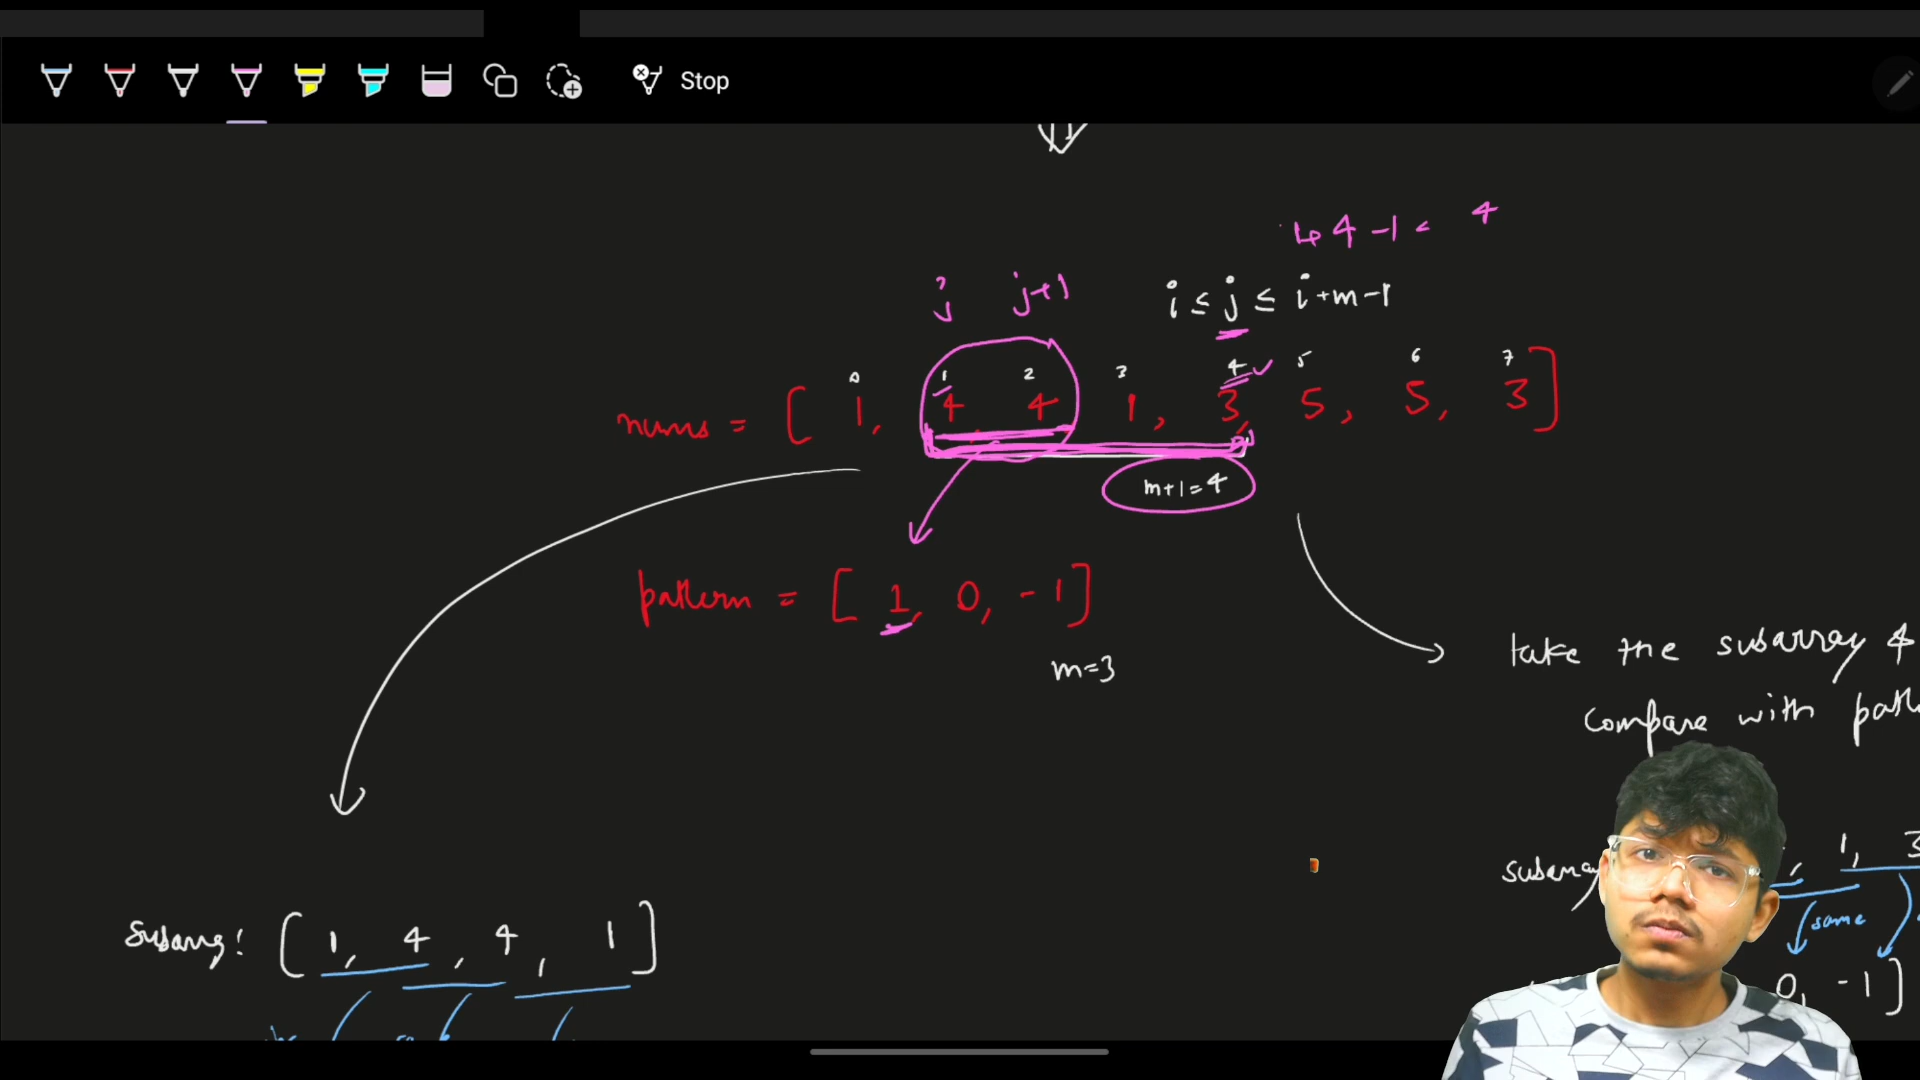 Stop
4 - 1 = 4
j j+1 i ≤ j ≤ i+m-1
0 1 2 3 4 5 6 7
nums = [ 1, 4, 4 1, 3, 5, 5, 3 ]
m+1=4
pattern = [ 1, 0, -1 ]
m=3
take the subarray &
compare with
subarray 1, 3
same
0, -1 ]
[ 1, 4, 4, 1 ]